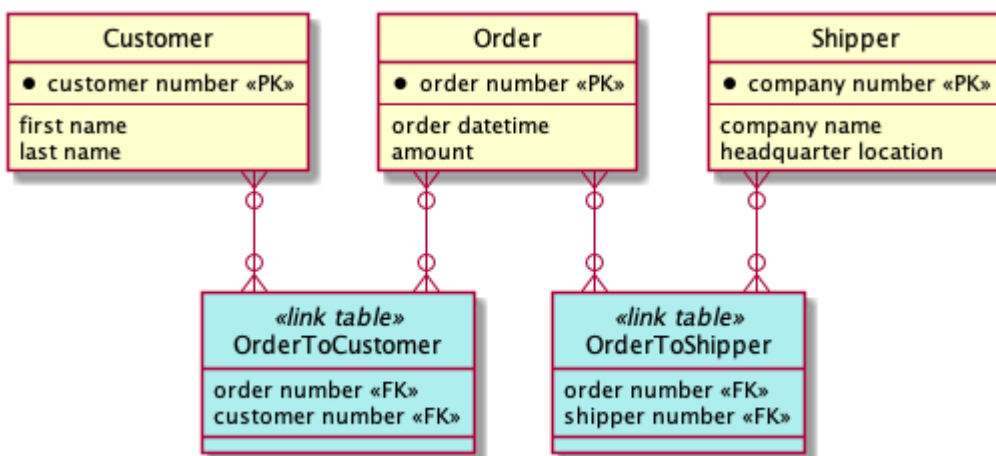 Customer
customer number «PK»
first name
last name
Order
order number «PK»
order datetime
amount
Shipper
company number «PK»
company name
headquarter location
«link table»
OrderToCustomer
order number «FK»
customer number «FK»
«link table»
OrderToShipper
order number «FK»
shipper number «FK»